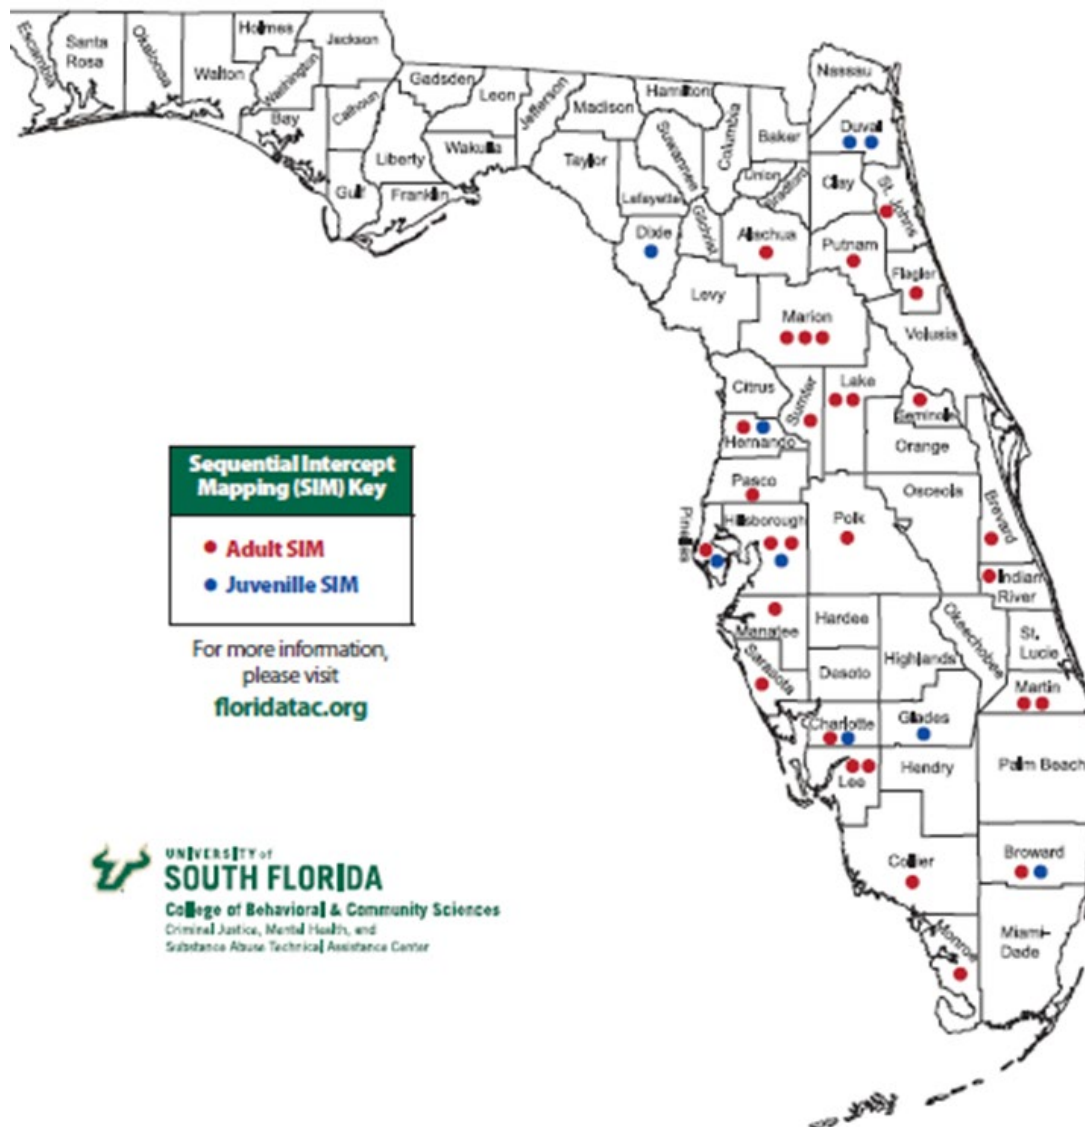 Escambia
Santa
Rosa
Okaloosa
Walton
Holmes
Washington
Jackson
Bay
Calhoun
Gulf
Gadsden
Liberty
Franklin
Leon
Wakulla
Jefferson
Madison
Taylor
Hamilton
Suwannee
Lafayette
Columbia
Baker
Union
Bradford
Gilchrist
Dixie
Nassau
Duval
Clay
St. Johns
Alachua
Putnam
Flagler
Levy
Marion
Volusia
Citrus
Sumter
Lake
Seminole
Hernando
Orange
Pasco
Osceola
Brevard
Pinellas
Hillsborough
Polk
Indian
River
Manatee
Hardee
Okeechobee
St.
Lucie
Sarasota
Desoto
Highlands
Martin
Charlotte
Glades
Lee
Hendry
Palm Beach
Collier
Broward
Monroe
Miami-
Dade
Sequential Intercept
Mapping (SIM) Key
Adult SIM
Juvenille SIM
For more information,
please visit
floridatac.org
UNIVERSITY of
SOUTH FLORIDA
College of Behavioral & Community Sciences
Criminal Justice, Mental Health, and
Substance Abuse Technical Assistance Center